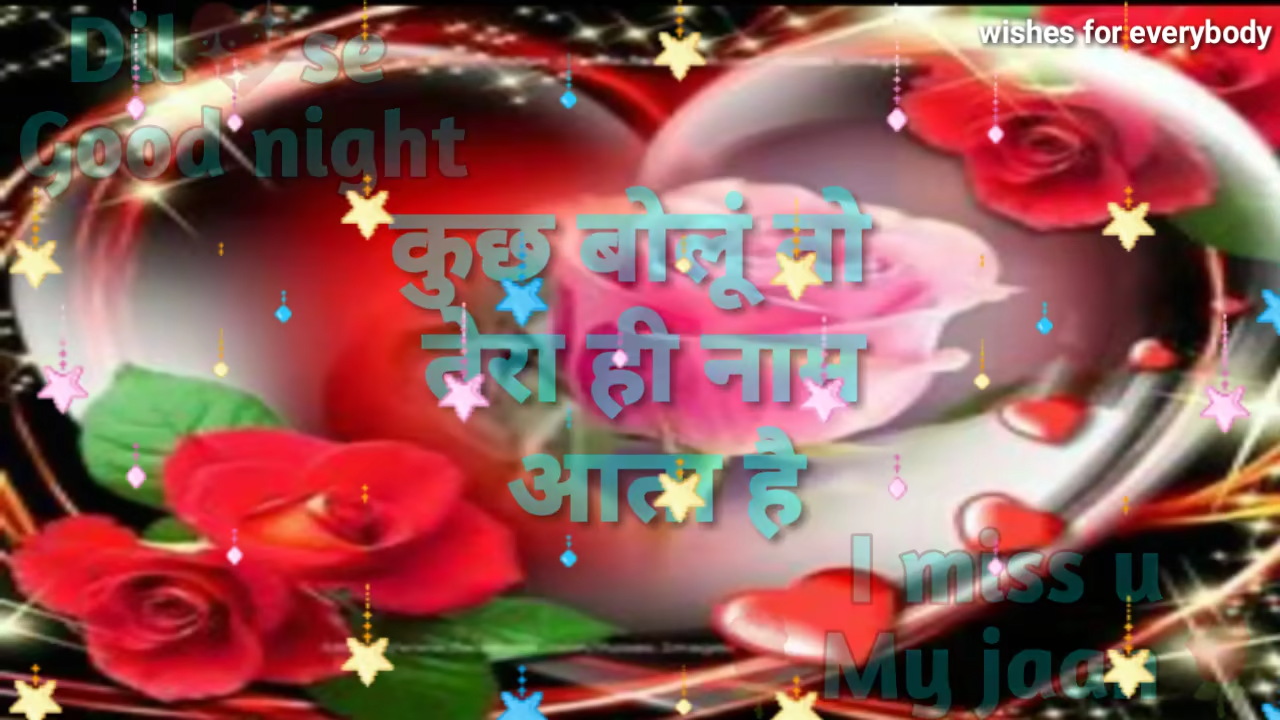 wishes for everybody
Dil se
Good night
कुछ बोलूं तो
तेरा ही नाम
आता है
I miss u
My jaan